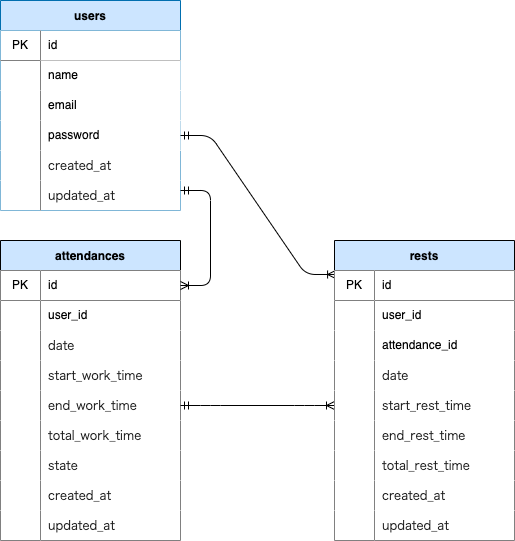 users
PK id
name
email
password
created_at
updated_at
attendances
PK id
user_id
date
start_work_time
end_work_time
total_work_time
state
created_at
updated_at
rests
PK id
user_id
attendance_id
date
start_rest_time
end_rest_time
total_rest_time
created_at
updated_at